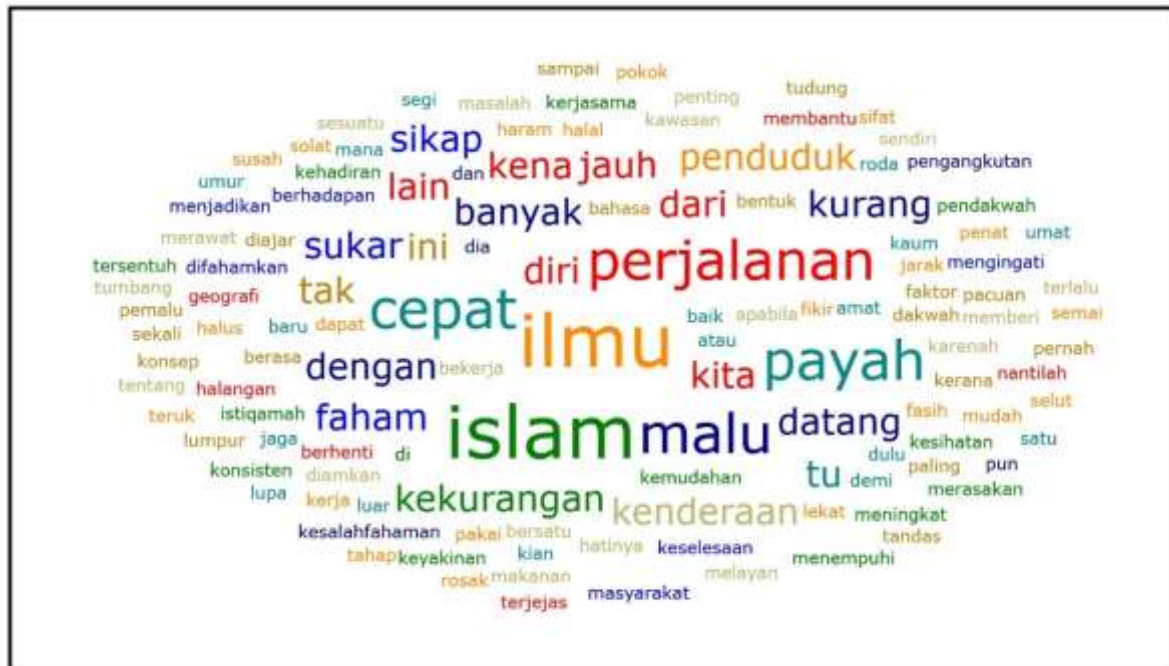 sampai pokok
tudung
segi masalah kerjasama penting
sesuatu kawasan membantu sifat
sikap haram halal sendiri
solat mana
susah kehadiran dan kena jauh penduduk roda pengangkutan
umur lain
menjadikan berhadapan banyak bahasa dari bentuk kurang pendakwah
merawat diajar sukar ini dia kaum penat umat
tersentuh difahamkan diri perjalanan jarak mengingati
tumbang geografi tak faktor pacuan terlalu
pemalu cepat ilmu baik apabila fikir amat dakwah memberi semai
sekali halus baru dapat atau
konsep berasa dengan bekerja kita payah karenah pernah
tentang halangan kerana nantilah
teruk istiqamah faham islam malu datang fasih mudah selut
lumpur jaga berhenti di kesihatan satu
konsisten diamkan kemudahan tu dulu paling pun
lupa kerja luar kekurangan demi merasakan
kenderaan lekat meningkat
kesalahfahaman pakai bersatu tandas
tahap keyakinan kian hatinya keselesaan menempuhi
rosak makanan melayan
terjejas masyarakat